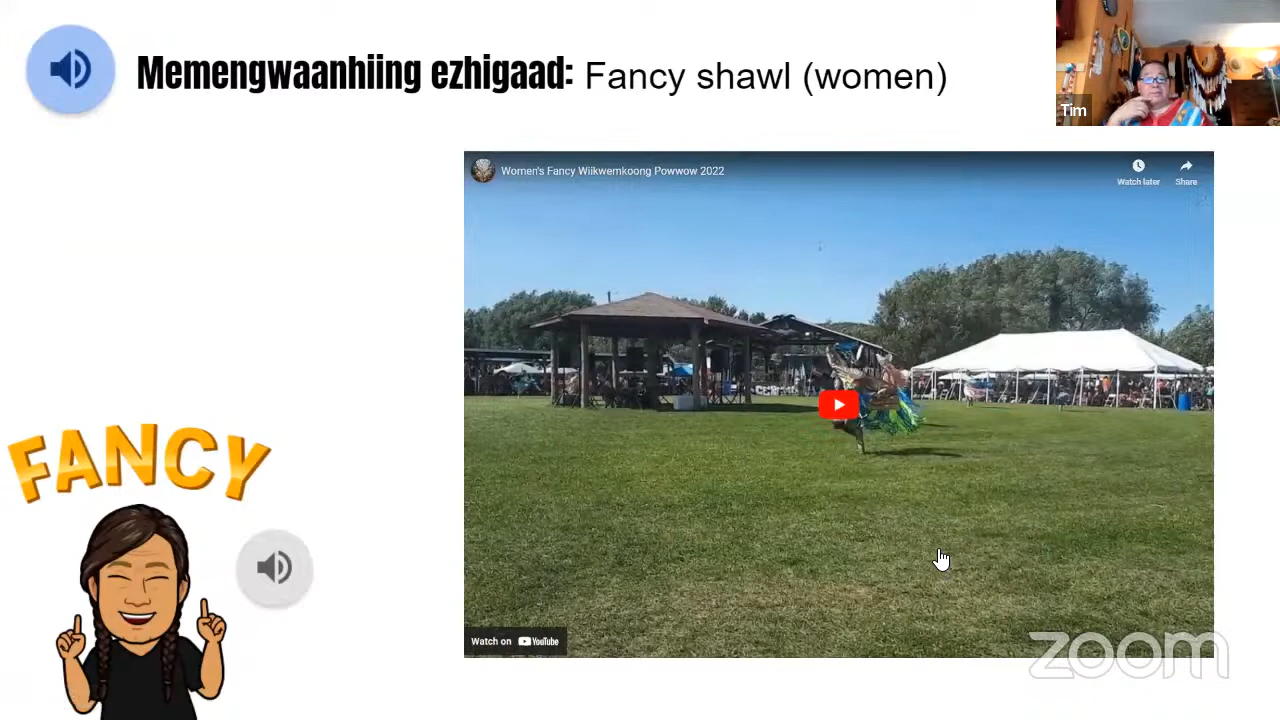 Memengwaanhiing ezhigaad: Fancy shawl (women)
Tim
Women's Fancy Wiikwemkoong Powwow 2022
Watch later
Share
FANCY
Watch on YouTube
zoom